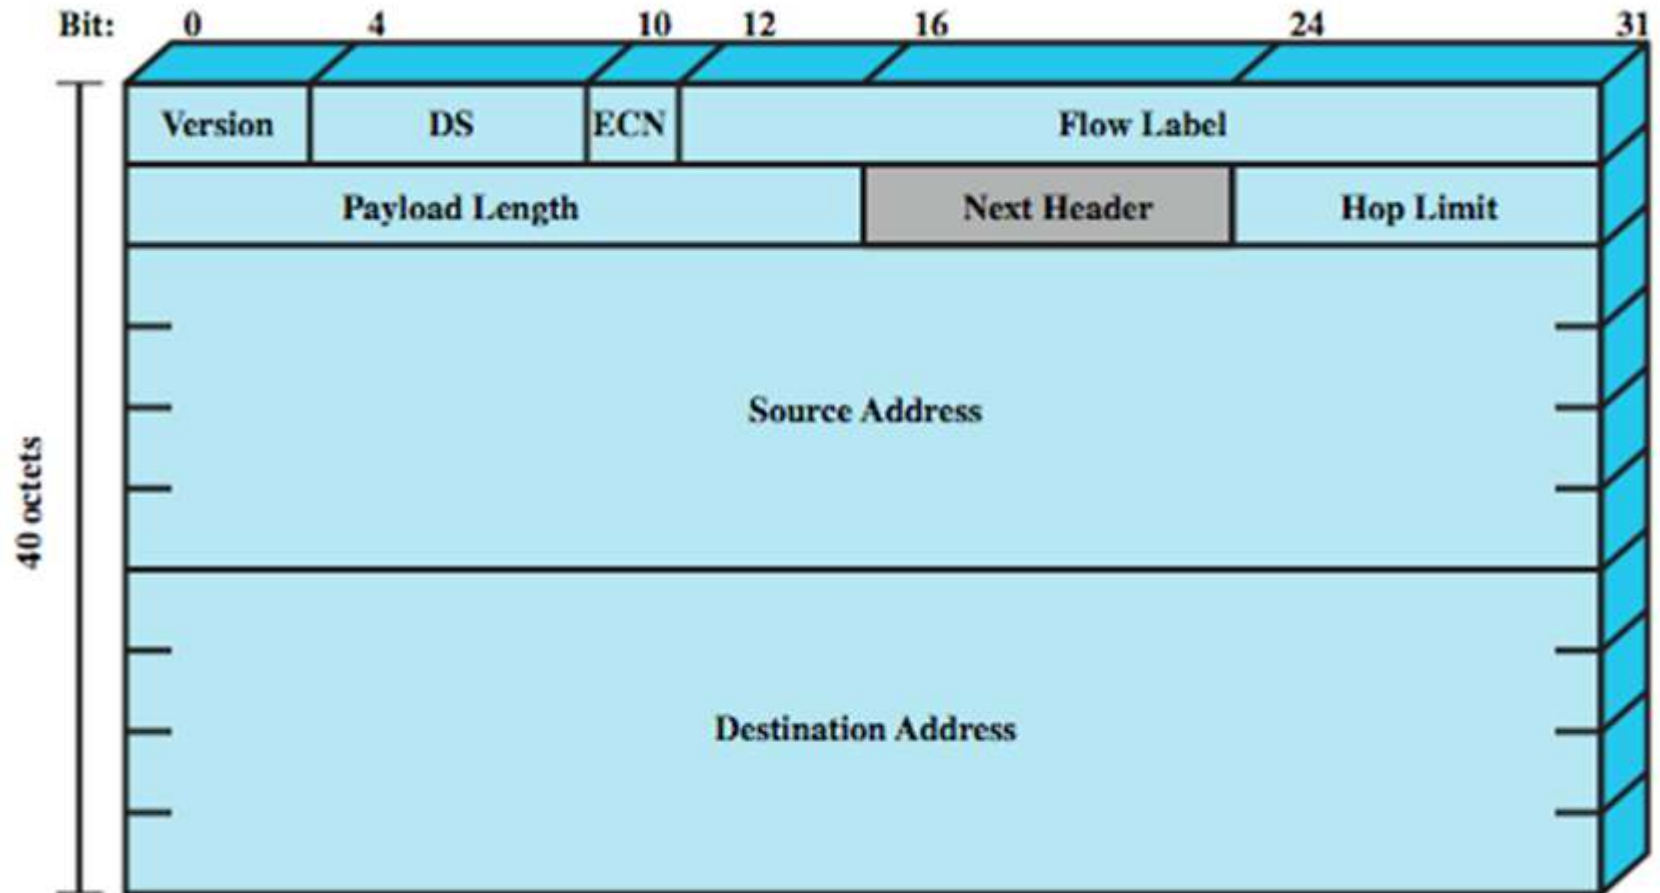 Bit: 0 4 10 12 16 24 31
Version DS ECN Flow Label
Payload Length Next Header Hop Limit
Source Address
40 octets
Destination Address